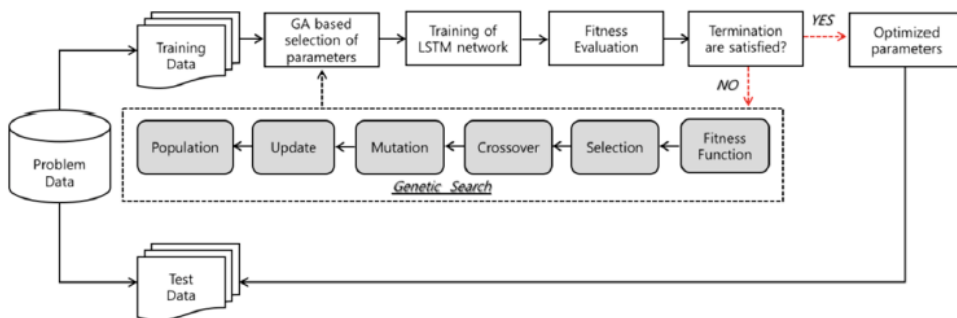 Training
Data
GA based
selection of
parameters
Training of
LSTM network
Fitness
Evaluation
Termination
are satisfied?
YES
Optimized
parameters
NO
Problem
Data
Population
Update
Mutation
Crossover
Selection
Fitness
Function
Genetic Search
Test
Data